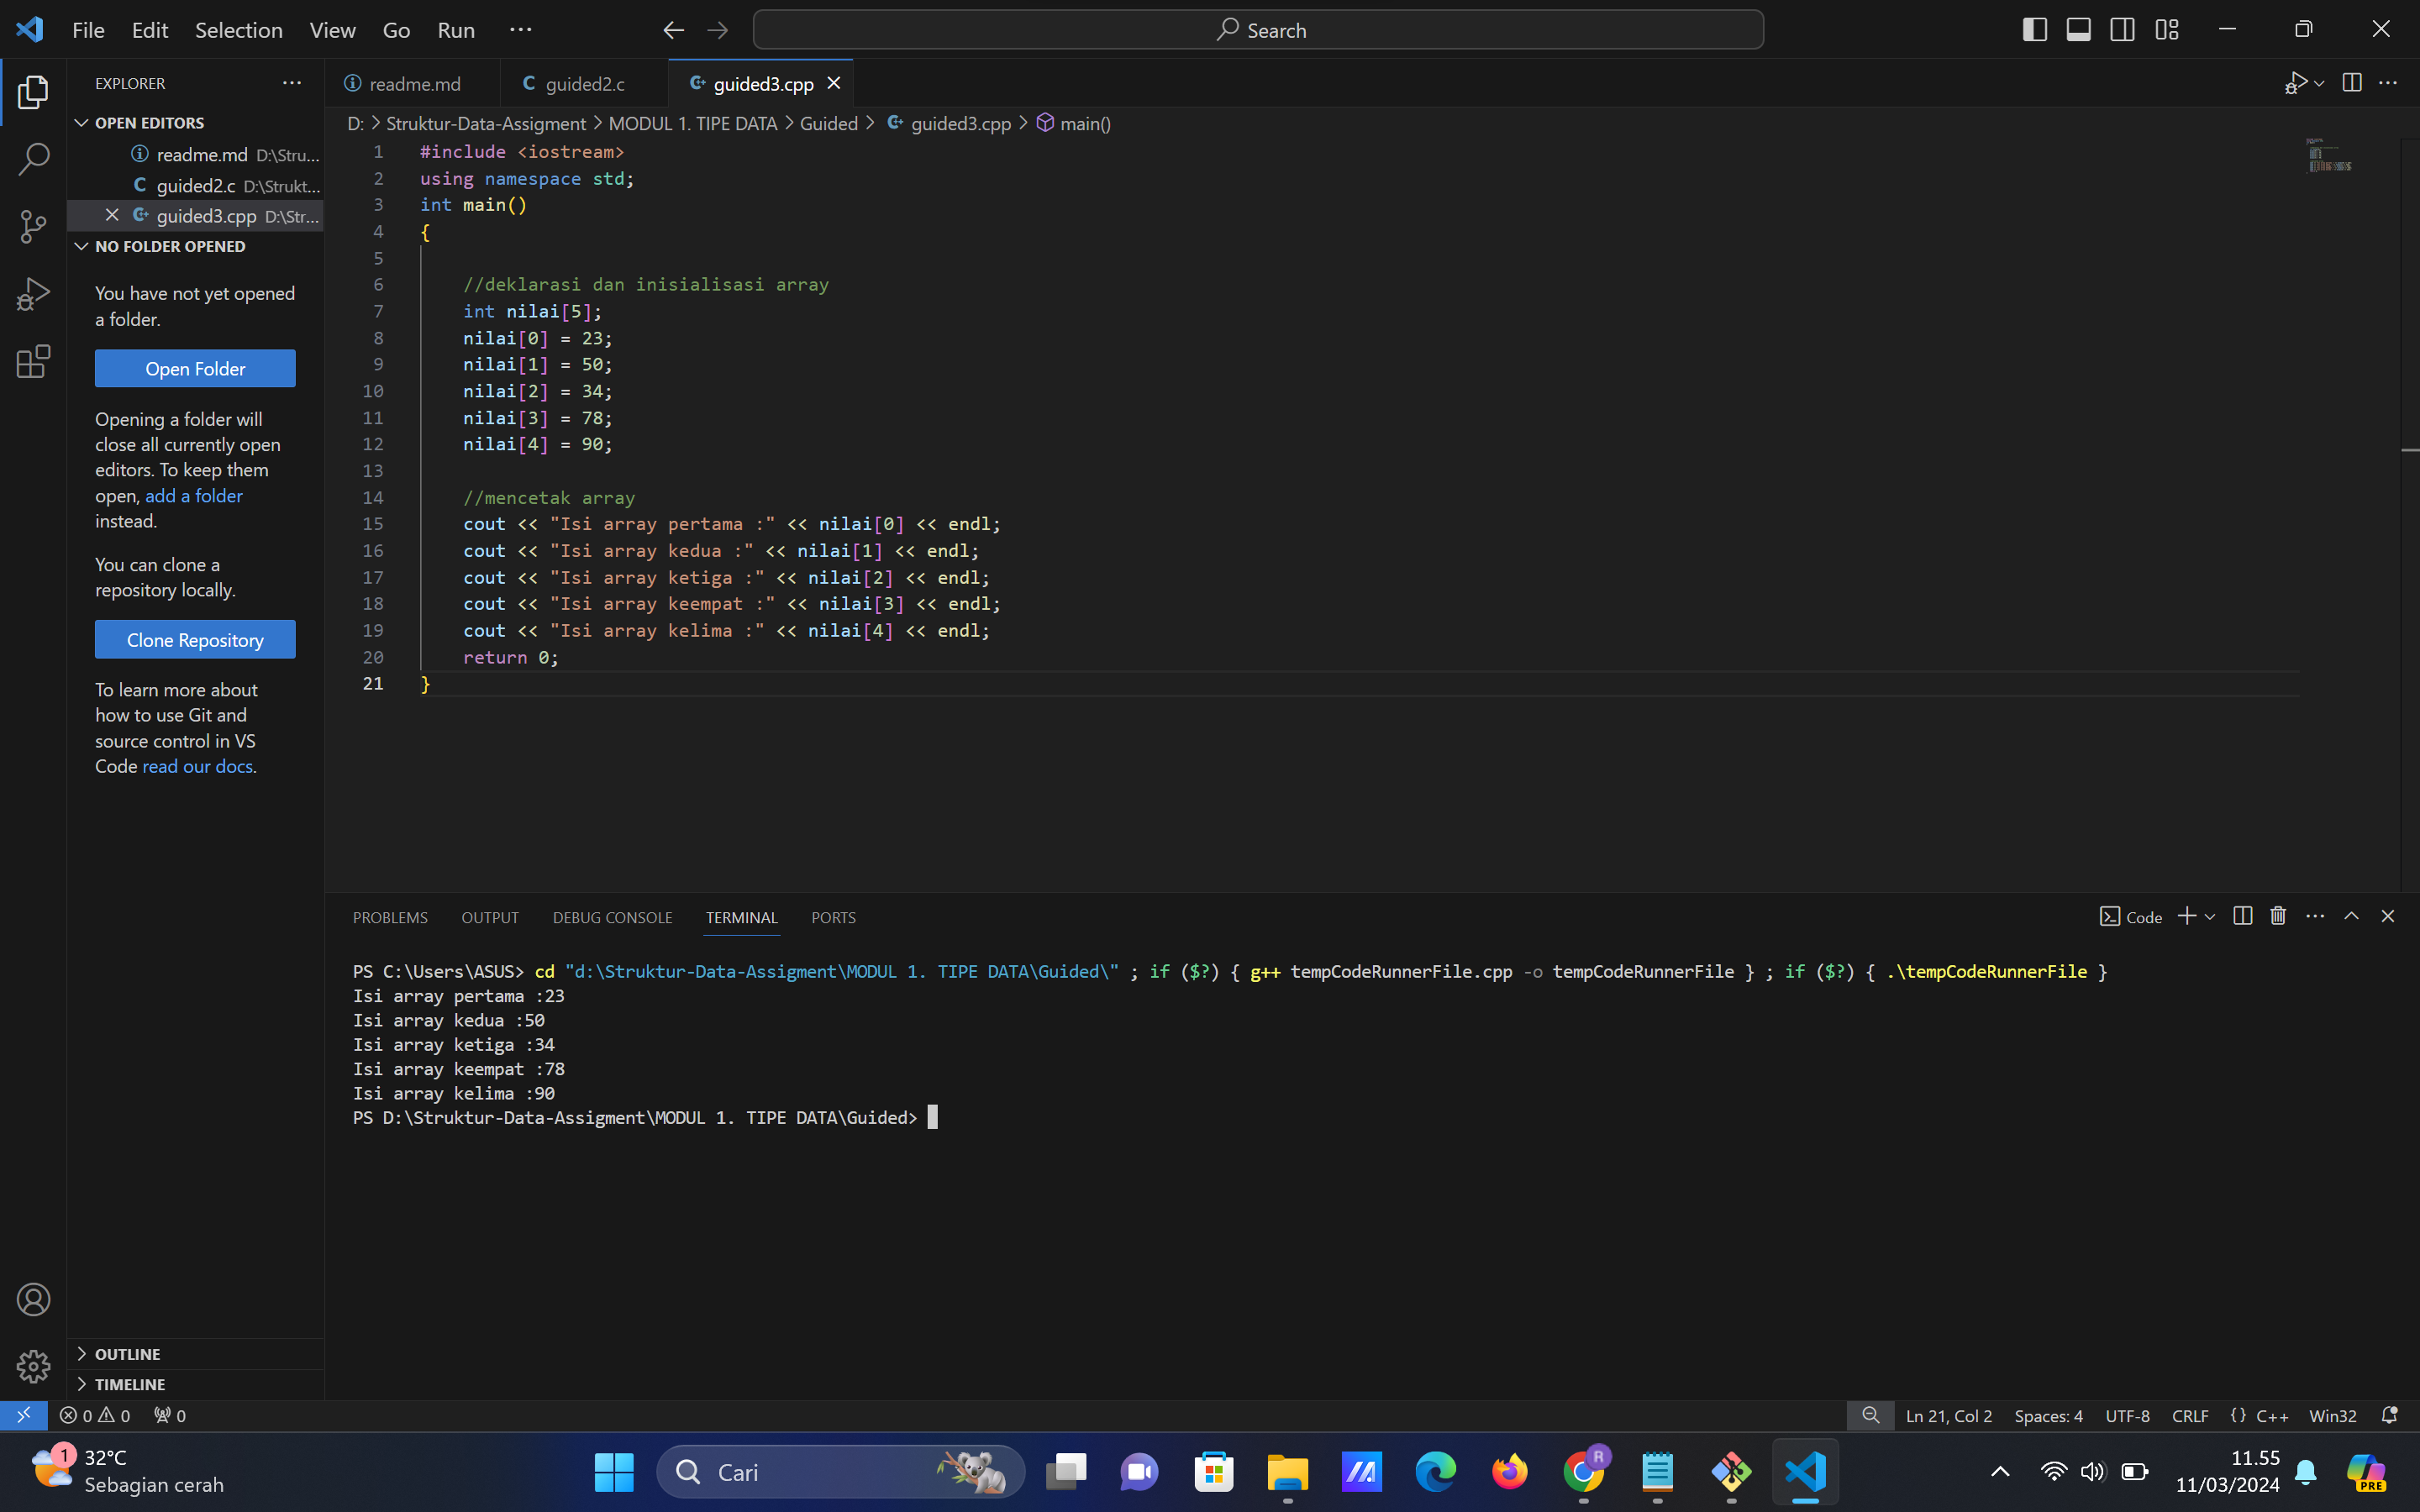 File Edit Selection View Go Run ···
Search
EXPLORER
OPEN EDITORS
readme.md D:\Stru...
C guided2.c D:\Strukt...
guided3.cpp D:\Str...
NO FOLDER OPENED
You have not yet opened
a folder.
Open Folder
Opening a folder will
close all currently open
editors. To keep them
open, add a folder
instead.
You can clone a
repository locally.
Clone Repository
To learn more about
how to use Git and
source control in VS
Code read our docs.
OUTLINE
TIMELINE
readme.md C guided2.c guided3.cpp
D: > Struktur-Data-Assigment > MODUL 1. TIPE DATA > Guided > guided3.cpp > main()
1 #include <iostream>
2 using namespace std;
3 int main()
4 {
5
6 //deklarasi dan inisialisasi array
7 int nilai[5];
8 nilai[0] = 23;
9 nilai[1] = 50;
10 nilai[2] = 34;
11 nilai[3] = 78;
12 nilai[4] = 90;
13
14 //mencetak array
15 cout << "Isi array pertama :" << nilai[0] << endl;
16 cout << "Isi array kedua :" << nilai[1] << endl;
17 cout << "Isi array ketiga :" << nilai[2] << endl;
18 cout << "Isi array keempat :" << nilai[3] << endl;
19 cout << "Isi array kelima :" << nilai[4] << endl;
20 return 0;
21 }
PROBLEMS OUTPUT DEBUG CONSOLE TERMINAL PORTS
Code
PS C:\Users\ASUS> cd "d:\Struktur-Data-Assigment\MODUL 1. TIPE DATA\Guided\" ; if ($?) { g++ tempCodeRunnerFile.cpp -o tempCodeRunnerFile } ; if ($?) { .\tempCodeRunnerFile }
Isi array pertama :23
Isi array kedua :50
Isi array ketiga :34
Isi array keempat :78
Isi array kelima :90
PS D:\Struktur-Data-Assigment\MODUL 1. TIPE DATA\Guided>
0 0 0
Ln 21, Col 2 Spaces: 4 UTF-8 CRLF {} C++ Win32
1
32°C
Sebagian cerah
Cari
R
11.55
11/03/2024
PRE